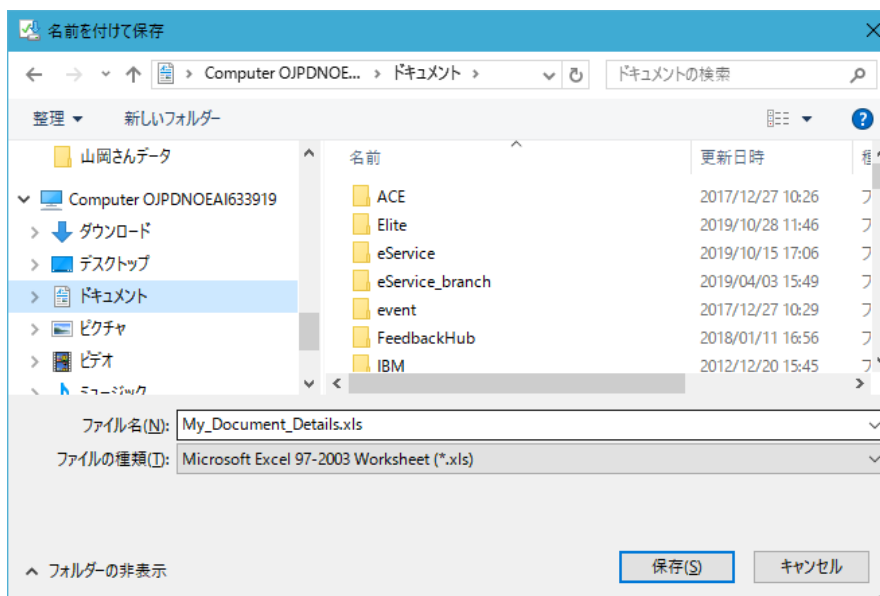 名前を付けて保存
Computer OJPDNOE... › ドキュメント ›
ドキュメントの検索
整理 新しいフォルダー
山岡さんデータ
Computer OJPDNOEAI633919
ダウンロード
デスクトップ
ドキュメント
ピクチャ
ビデオ
ミュージック
名前 更新日時
ACE 2017/12/27 10:26
Elite 2019/10/28 11:46
eService 2019/10/15 17:06
eService_branch 2019/04/03 15:49
event 2017/12/27 10:29
FeedbackHub 2018/01/11 16:56
IBM 2012/12/20 15:45
ファイル名(N): My_Document_Details.xls
ファイルの種類(T): Microsoft Excel 97-2003 Worksheet (*.xls)
フォルダーの非表示
保存(S) キャンセル